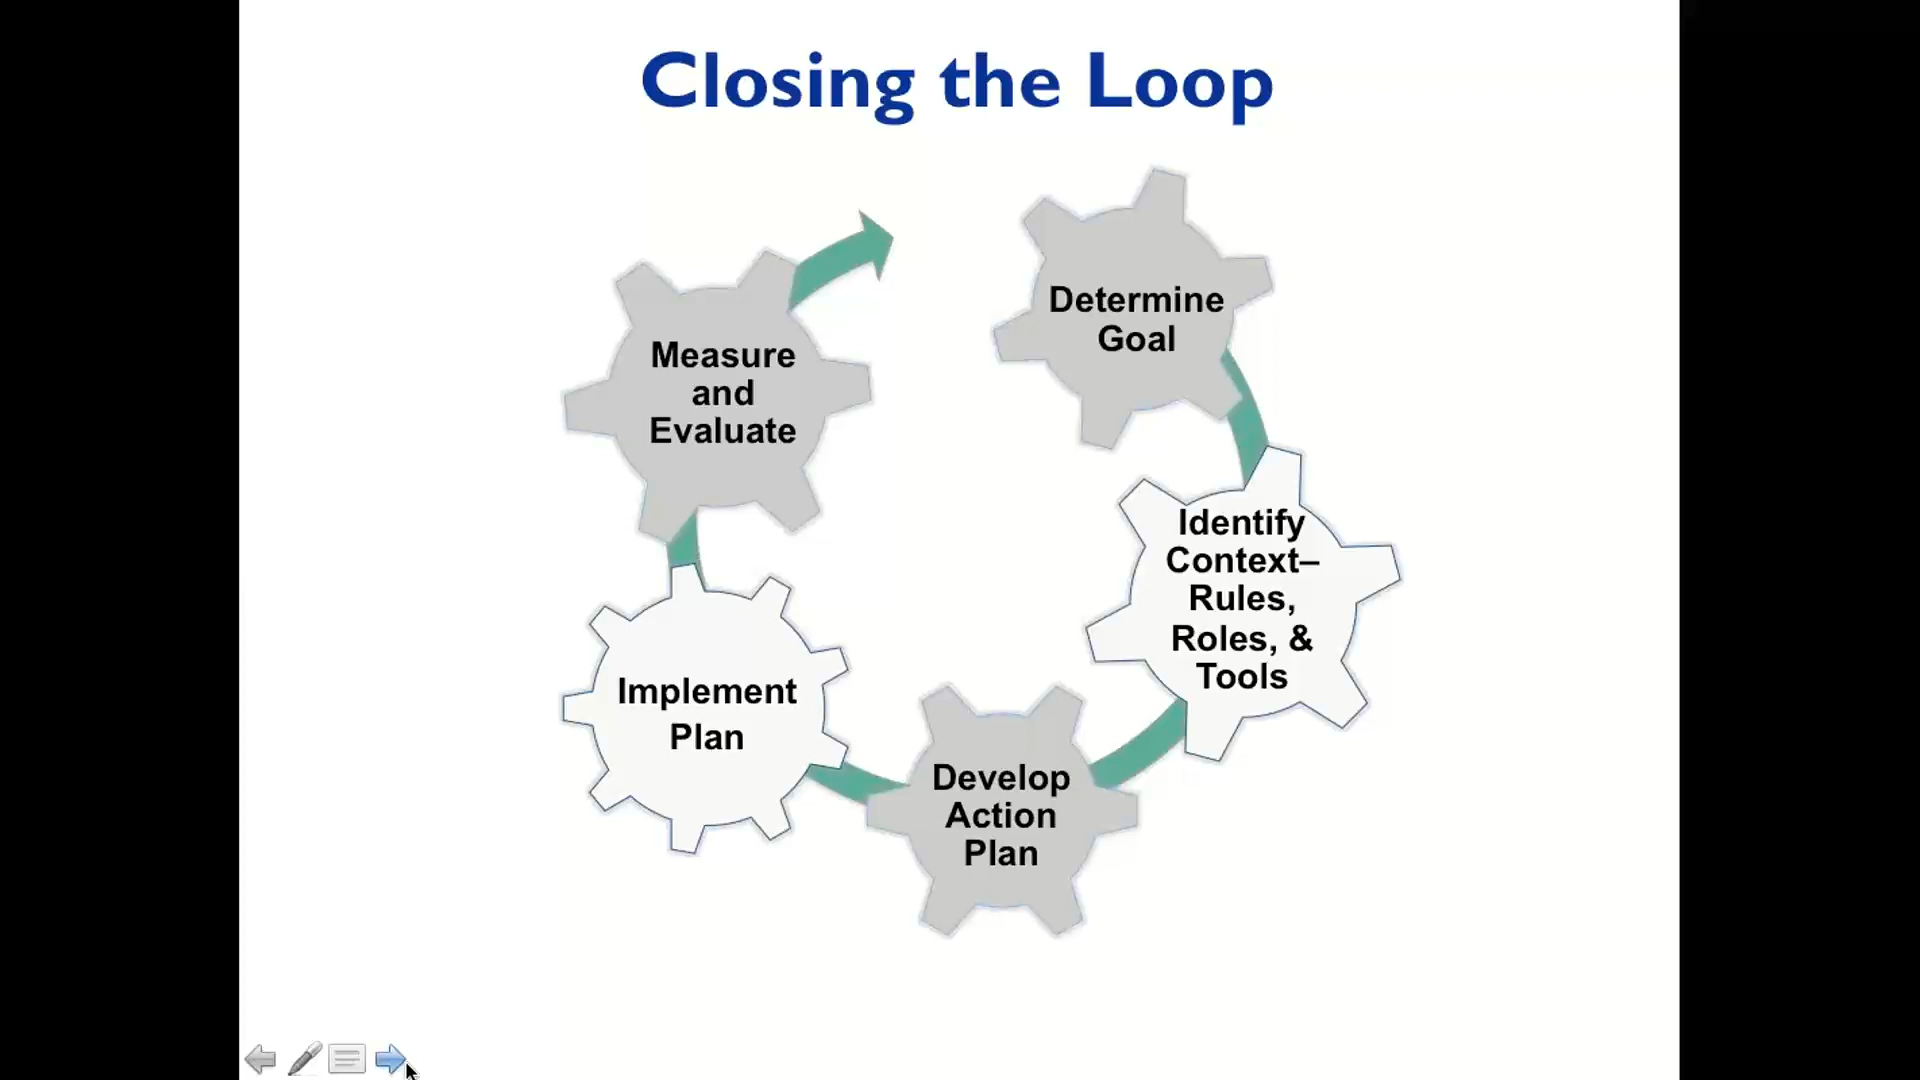 Closing the Loop
Determine
Goal
Identify
Context–
Rules,
Roles, &
Tools
Develop
Action
Plan
Implement
Plan
Measure
and
Evaluate